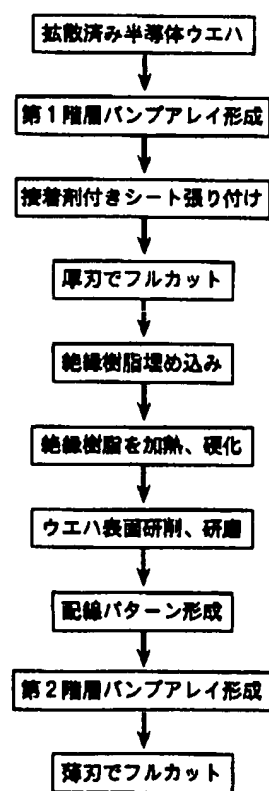 拡散済み半導体ウエハ
第1階層バンプアレイ形成
接着剤付きシート張り付け
厚刃でフルカット
絶縁樹脂埋め込み
絶縁樹脂を加熱、硬化
ウエハ表面研削、研磨
配線パターン形成
第2階層バンプアレイ形成
薄刃でフルカット